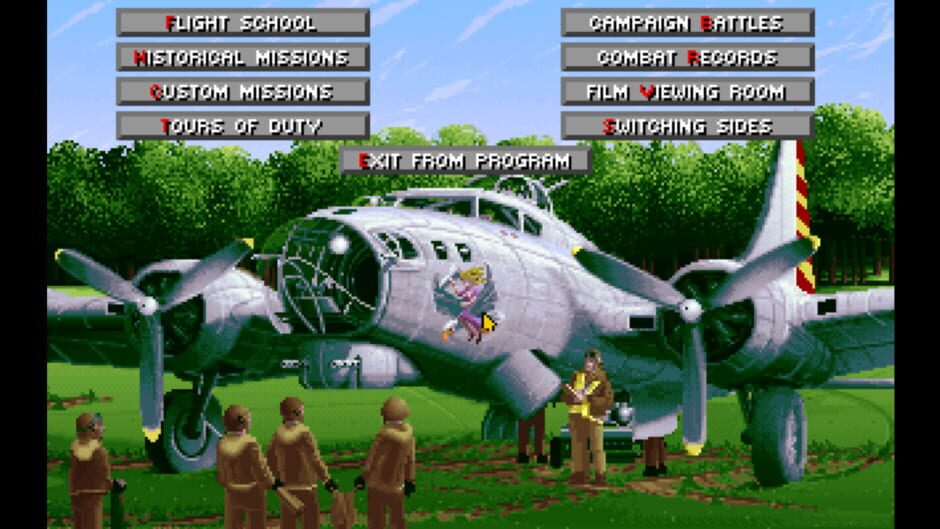 FLIGHT SCHOOL
HISTORICAL MISSIONS
CUSTOM MISSIONS
TOURS OF DUTY
CAMPAIGN BATTLES
COMBAT RECORDS
FILM VIEWING ROOM
SWITCHING SIDES
EXIT FROM PROGRAM